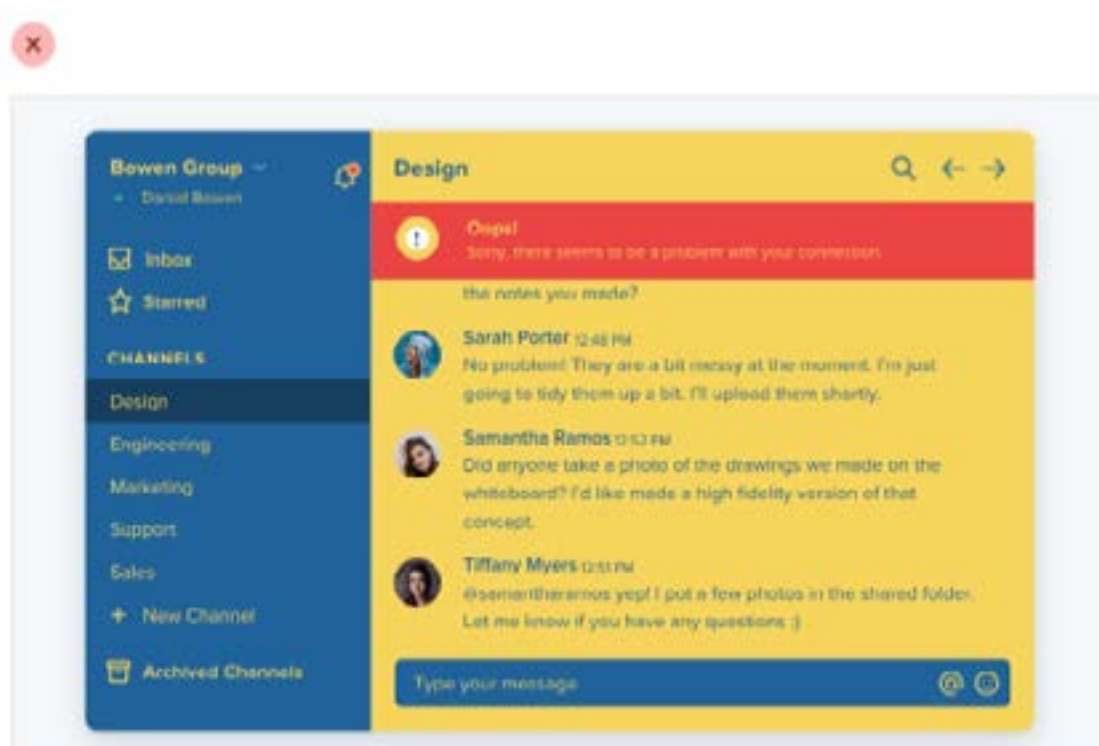 Bowen Group
Daniel Bowen
Inbox
Starred
CHANNELS
Design
Engineering
Marketing
Support
Sales
+ New Channel
Archived Channels
Design
Oops!
Sorry, there seems to be a problem with your connection.
the notes you made?
Sarah Porter 12:48 PM
No problem! They are a bit messy at the moment. I'm just
going to tidy them up a bit. I'll upload them shortly.
Samantha Ramos
Did anyone take a photo of the drawings we made on the
whiteboard? I'd like made a high fidelity version of that
concept.
Tiffany Myers 12:51 PM
@samantharamos yep! I put a few photos in the shared folder.
Let me know if you have any questions :)
Type your message